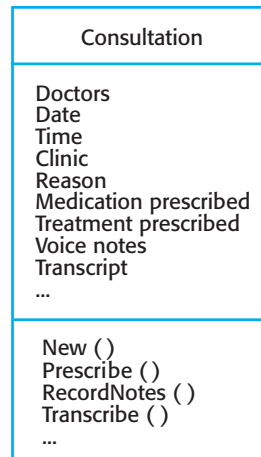 Consultation
Doctors
Date
Time
Clinic
Reason
Medication prescribed
Treatment prescribed
Voice notes
Transcript
...
New ( )
Prescribe ( )
RecordNotes ( )
Transcribe ( )
...